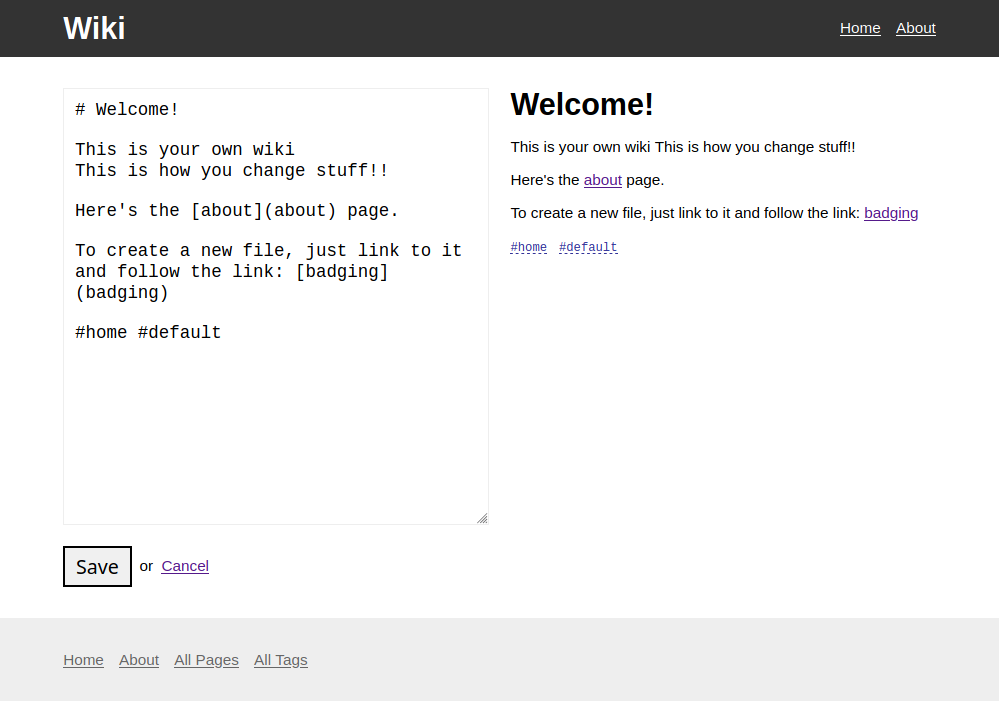 Wiki
Home About
# Welcome!
This is your own wiki
This is how you change stuff!!
Here's the [about](about) page.
To create a new file, just link to it
and follow the link: [badging]
(badging)
#home #default
Welcome!
This is your own wiki This is how you change stuff!!
Here's the about page.
To create a new file, just link to it and follow the link: badging
#home #default
Save or Cancel
Home About All Pages All Tags